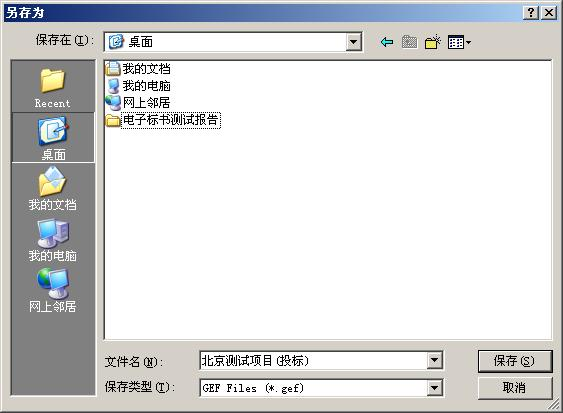 另存为
保存在(I):
桌面
Recent
桌面
我的文档
我的电脑
网上邻居
我的文档
我的电脑
网上邻居
电子标书测试报告
文件名(N):
北京测试项目(投标)
保存(S)
保存类型(T):
GEF Files (*.gef)
取消